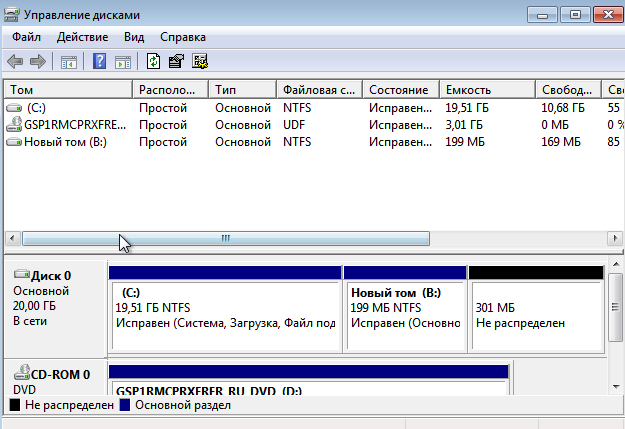 Управление дисками
Файл Действие Вид Справка
Том Располо... Тип Файловая с... Состояние Емкость Свобод... Сво
(C:) Простой Основной NTFS Исправен... 19,51 ГБ 10,68 ГБ 55
GSP1RMCPRXFRE... Простой Основной UDF Исправен... 3,01 ГБ 0 МБ 0 %
Новый том (B:) Простой Основной NTFS Исправен... 199 МБ 169 МБ 85
Диск 0
Основной
20,00 ГБ
В сети
(C:)
19,51 ГБ NTFS
Исправен (Система, Загрузка, Файл под
Новый том (B:)
199 МБ NTFS
Исправен (Основно
301 МБ
Не распределен
CD-ROM 0
DVD
GSP1RMCPRXFRER_RU_DVD (D:)
Не распределен Основной раздел